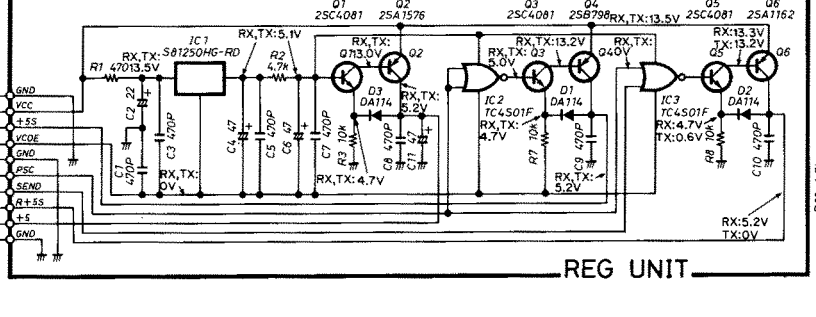 Q1
2SC4081
Q2
2SA1576
Q3
2SC4081
Q4
2SB798
RX,TX:13.5V
Q5
2SC4081
Q6
2SA1162
IC1
S81250HG-RD
RX,TX:5.1V
R1 470
RX,TX:
13.5V
R2
4.7k
RX,TX:
13.0V
Q1
Q2
RX,TX:
5.0V
Q3
RX,TX:13.2V
Q4
RX,TX:
0V
RX:13.3V
TX:13.2V
Q5
Q6
D3
DA114
RX,TX:
5.2V
IC2
TC4S01F
RX,TX:
4.7V
D1
DA114
IC3
TC4S01F
RX:4.7V
TX:0.6V
D2
DA114
GND
VCC
+5S
VCOE
GND
PSC
SEND
R+5S
+5
GND
C2 22
C1
470P
C3 470P
C4 47
C5 470P
C6 47
C7 470P
R3 10k
C8 470P
C11 47
R7 10k
C9 470P
R8 10k
C10 470P
RX,TX:
0V
RX,TX:4.7V
RX,TX:
5.2V
RX:5.2V
TX:0V
REG UNIT